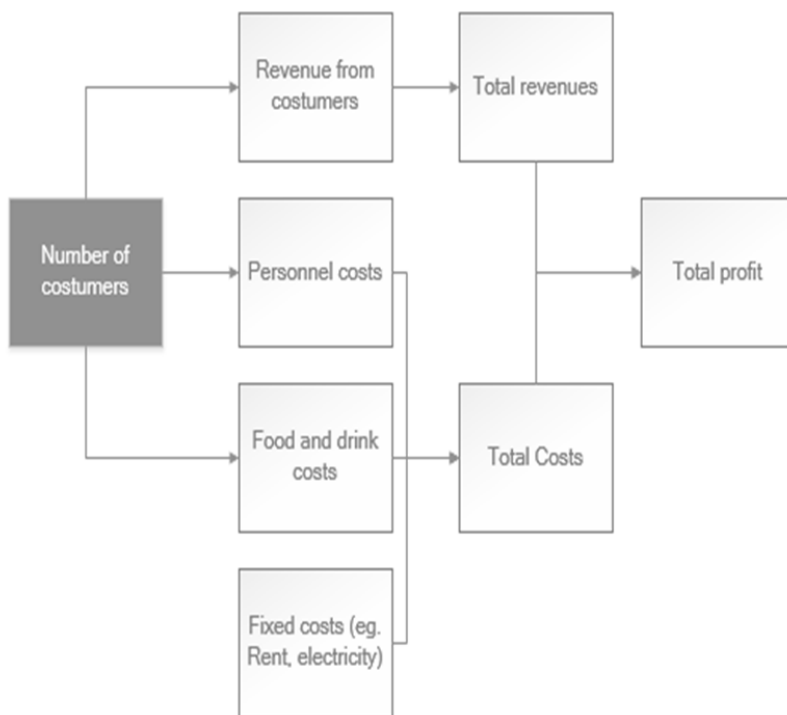 Revenue from
costumers
Total revenues
Number of
costumers
Personnel costs
Total profit
Food and drink
costs
Total Costs
Fixed costs (eg.
Rent, electricity)